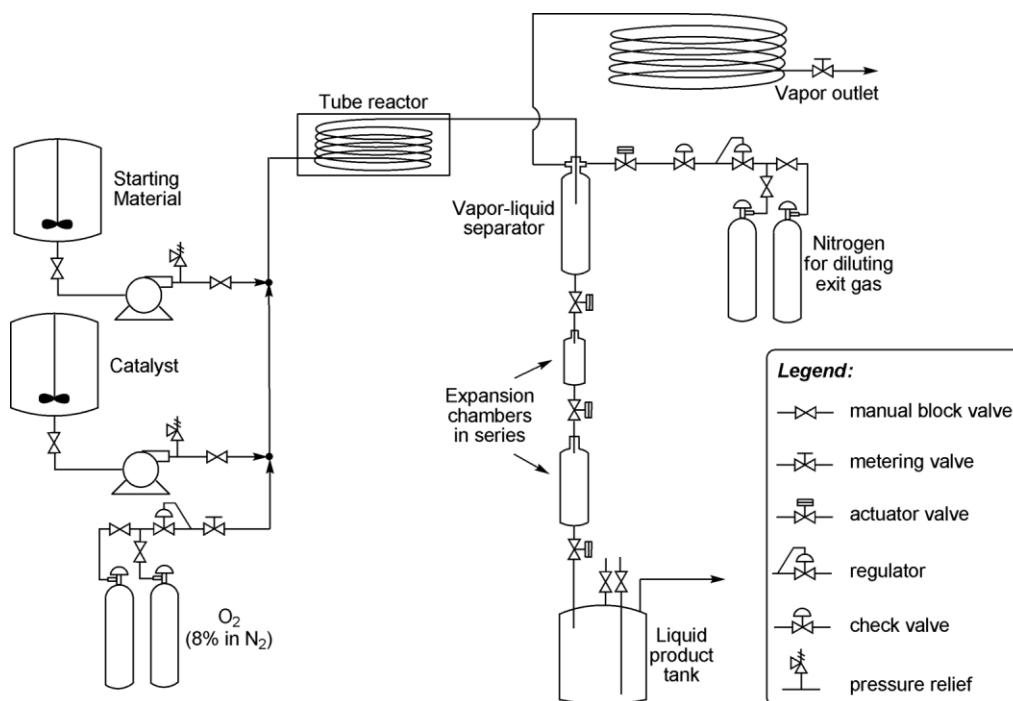 Tube reactor
Vapor outlet
Starting
Material
Vapor-liquid
separator
Nitrogen
for diluting
exit gas
Catalyst
Expansion
chambers
in series
O2
(8% in N2)
Liquid
product
tank
Legend:
manual block valve
metering valve
actuator valve
regulator
check valve
pressure relief